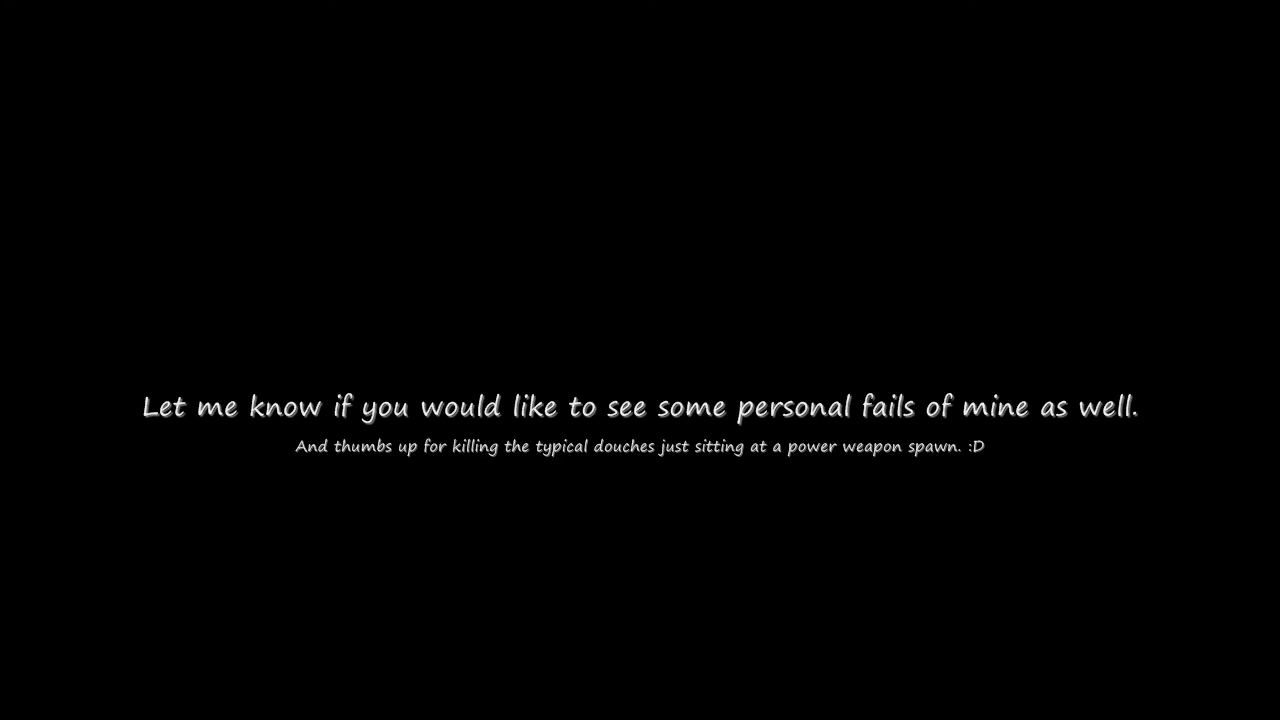 Let me know if you would like to see some personal fails of mine as well.
And thumbs up for killing the typical douches just sitting at a power weapon spawn. :D